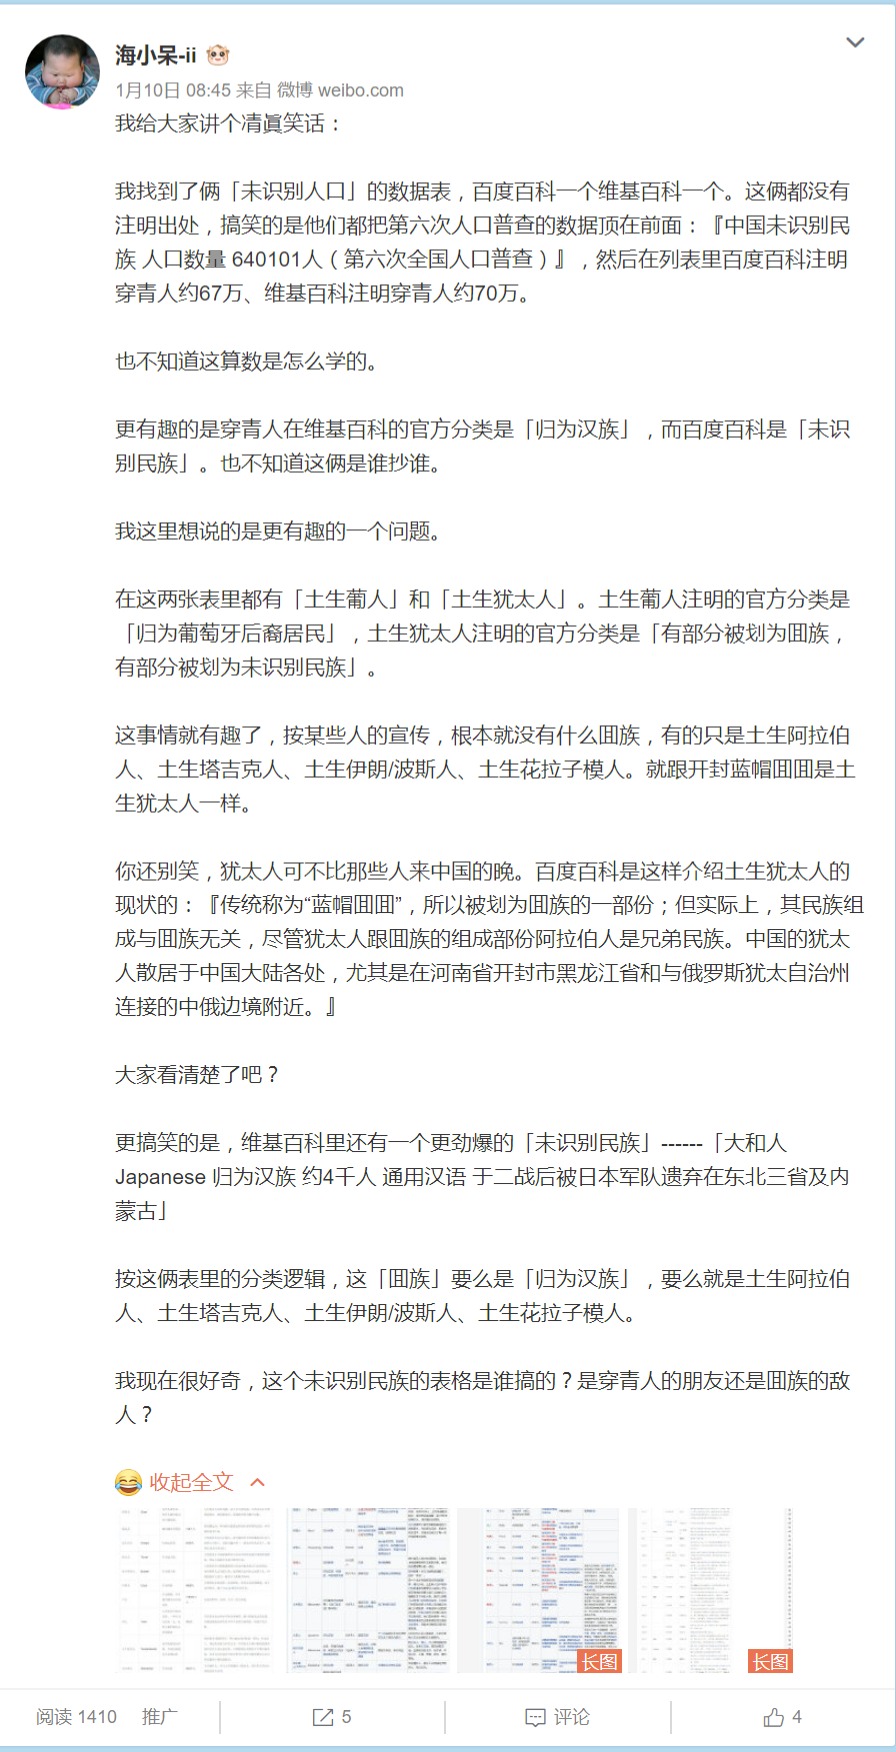 海小呆-ii
1月10日 08:45 来自 微博 weibo.com
我给大家讲个凊眞笑话：
我找到了俩「未识别人口」的数据表，百度百科一个维基百科一个。这俩都没有
注明出处，搞笑的是他们都把第六次人口普查的数据顶在前面：『中国未识别民
族 人口数量 640101人（第六次全国人口普查）』，然后在列表里百度百科注明
穿青人约67万、维基百科注明穿青人约70万。
也不知道这算数是怎么学的。
更有趣的是穿青人在维基百科的官方分类是「归为汉族」，而百度百科是「未识
别民族」。也不知道这俩是谁抄谁。
我这里想说的是更有趣的一个问题。
在这两张表里都有「土生葡人」和「土生犹太人」。土生葡人注明的官方分类是
「归为葡萄牙后裔居民」，土生犹太人注明的官方分类是「有部分被划为囬族，
有部分被划为未识别民族」。
这事情就有趣了，按某些人的宣传，根本就没有什么囬族，有的只是土生阿拉伯
人、土生塔吉克人、土生伊朗/波斯人、土生花拉子模人。就跟开封蓝帽囬囬是土
生犹太人一样。
你还别笑，犹太人可不比那些人来中国的晚。百度百科是这样介绍土生犹太人的
现状的：『传统称为“蓝帽囬囬”，所以被划为囬族的一部份；但实际上，其民族组
成与囬族无关，尽管犹太人跟囬族的组成部份阿拉伯人是兄弟民族。中国的犹太
人散居于中国大陆各处，尤其是在河南省开封市黑龙江省和与俄罗斯犹太自治州
连接的中俄边境附近。』
大家看清楚了吧？
更搞笑的是，维基百科里还有一个更劲爆的「未识别民族」------「大和人
Japanese 归为汉族 约4千人 通用汉语 于二战后被日本军队遗弃在东北三省及内
蒙古」
按这俩表里的分类逻辑，这「囬族」要么是「归为汉族」，要么就是土生阿拉伯
人、土生塔吉克人、土生伊朗/波斯人、土生花拉子模人。
我现在很好奇，这个未识别民族的表格是谁搞的？是穿青人的朋友还是囬族的敌
人？
收起全文
长图
长图
阅读 1410 推广 5 评论 4